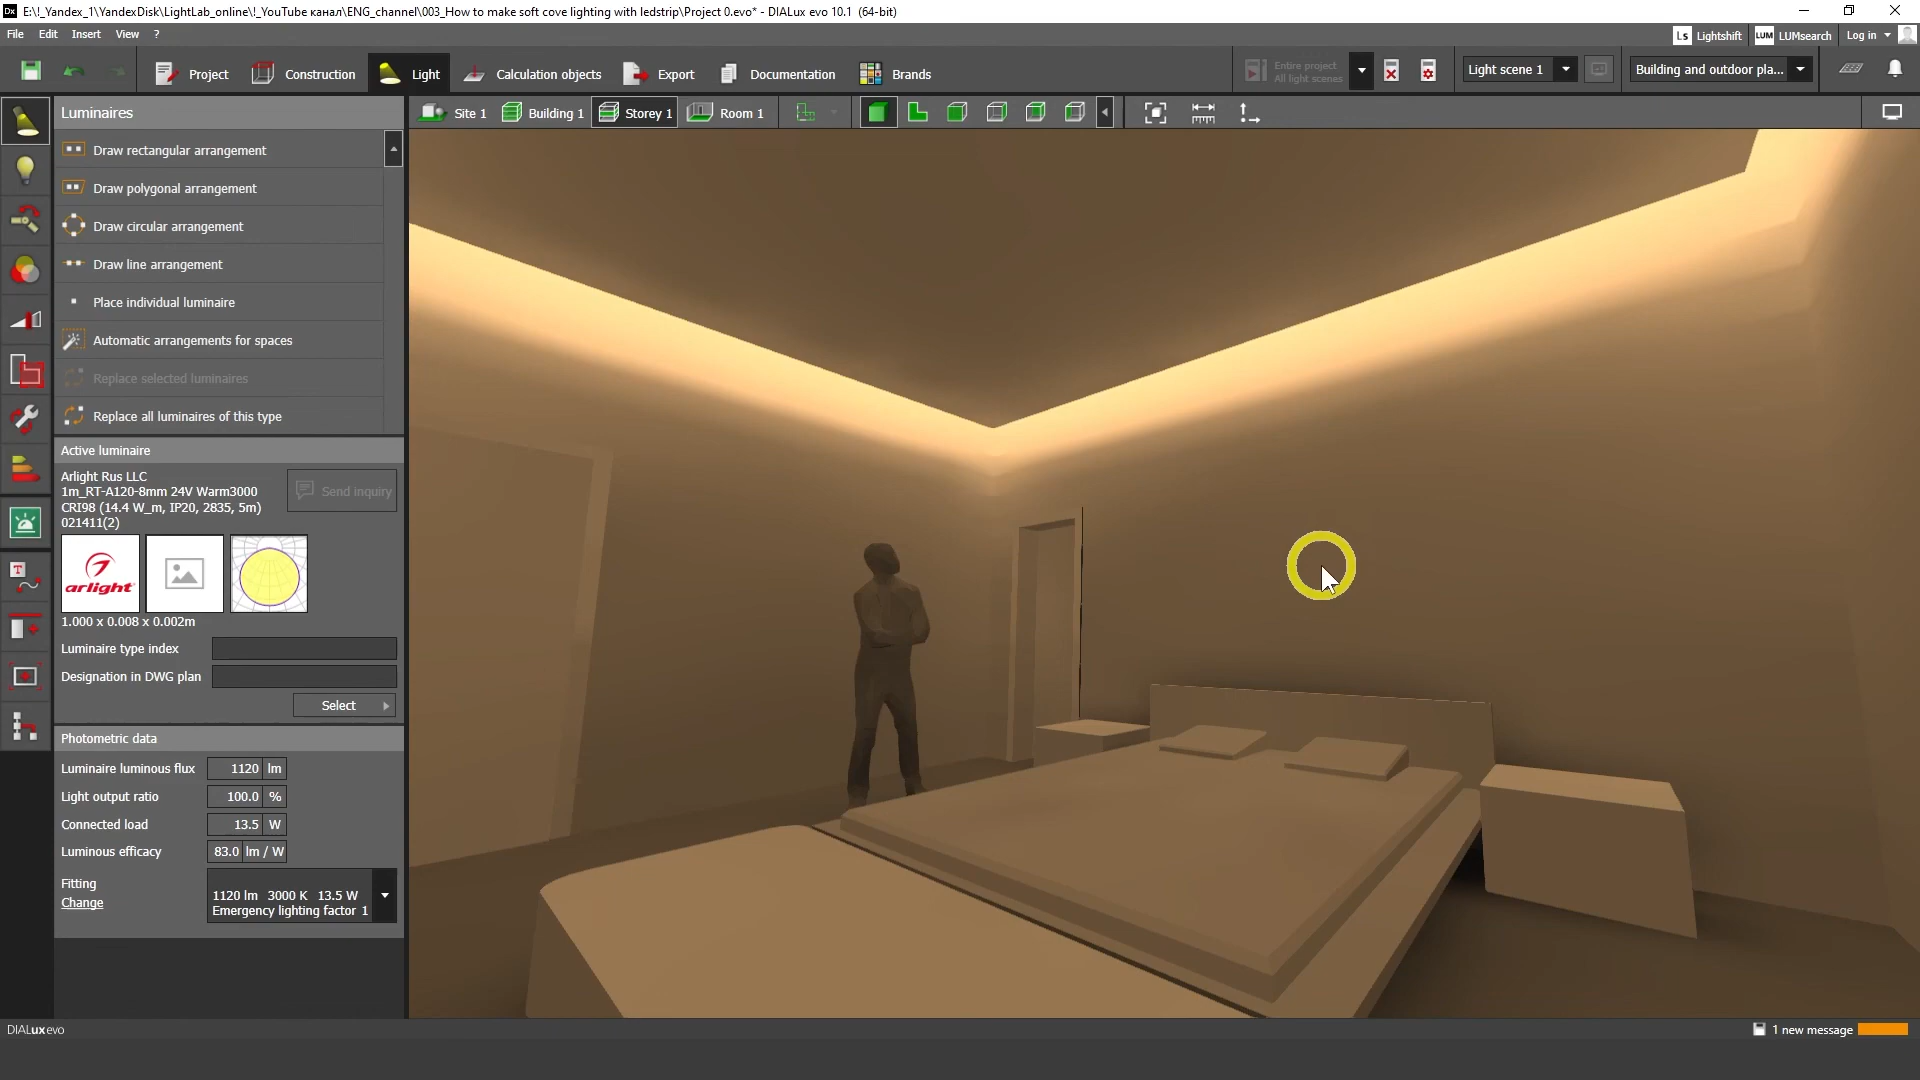 Dx E:\!_Yandex_1\YandexDisk\LightLab_online\!_YouTube канал\ENG_channel\003_How to make soft cove lighting with ledstrip\Project 0.evo* - DIALux evo 10.1 (64-bit)
File Edit Insert View ?
Ls Lightshift LUM LUMsearch Log in
Project Construction Light Calculation objects Export Documentation Brands
Entire project
All light scenes
Light scene 1
Building and outdoor pla...
Luminaires
Site 1 Building 1 Storey 1 Room 1
Draw rectangular arrangement
Draw polygonal arrangement
Draw circular arrangement
Draw line arrangement
Place individual luminaire
Automatic arrangements for spaces
Replace selected luminaires
Replace all luminaires of this type
Active luminaire
Arlight Rus LLC
1m_RT-A120-8mm 24V Warm3000
CRI98 (14.4 W_m, IP20, 2835, 5m)
021411(2)
Send inquiry
arlight
1.000 x 0.008 x 0.002m
Luminaire type index
Designation in DWG plan
Select
Photometric data
Luminaire luminous flux 1120 lm
Light output ratio 100.0 %
Connected load 13.5 W
Luminous efficacy 83.0 lm / W
Fitting
Change
1120 lm 3000 K 13.5 W
Emergency lighting factor 1
DIALux evo
1 new message